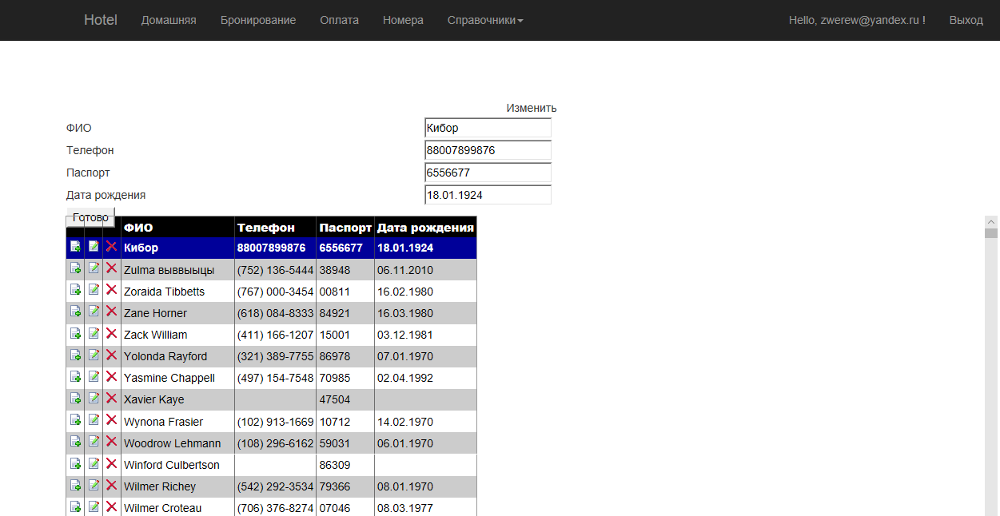 Hotel Домашняя Бронирование Оплата Номера Справочники Hello, zwerew@yandex.ru ! Выход
Изменить
ФИО Кибор
Телефон 88007899876
Паспорт 6556677
Дата рождения 18.01.1924
Готово
ФИО Телефон Паспорт Дата рождения
Кибор 88007899876 6556677 18.01.1924
Zulma выввыыцы (752) 136-5444 38948 06.11.2010
Zoraida Tibbetts (767) 000-3454 00811 16.02.1980
Zane Horner (618) 084-8333 84921 16.03.1980
Zack William (411) 166-1207 15001 03.12.1981
Yolonda Rayford (321) 389-7755 86978 07.01.1970
Yasmine Chappell (497) 154-7548 70985 02.04.1992
Xavier Kaye 47504
Wynona Frasier (102) 913-1669 10712 14.02.1970
Woodrow Lehmann (108) 296-6162 59031 06.01.1970
Winford Culbertson 86309
Wilmer Richey (542) 292-3534 79366 08.01.1970
Wilmer Croteau (706) 376-8274 07046 08.03.1977